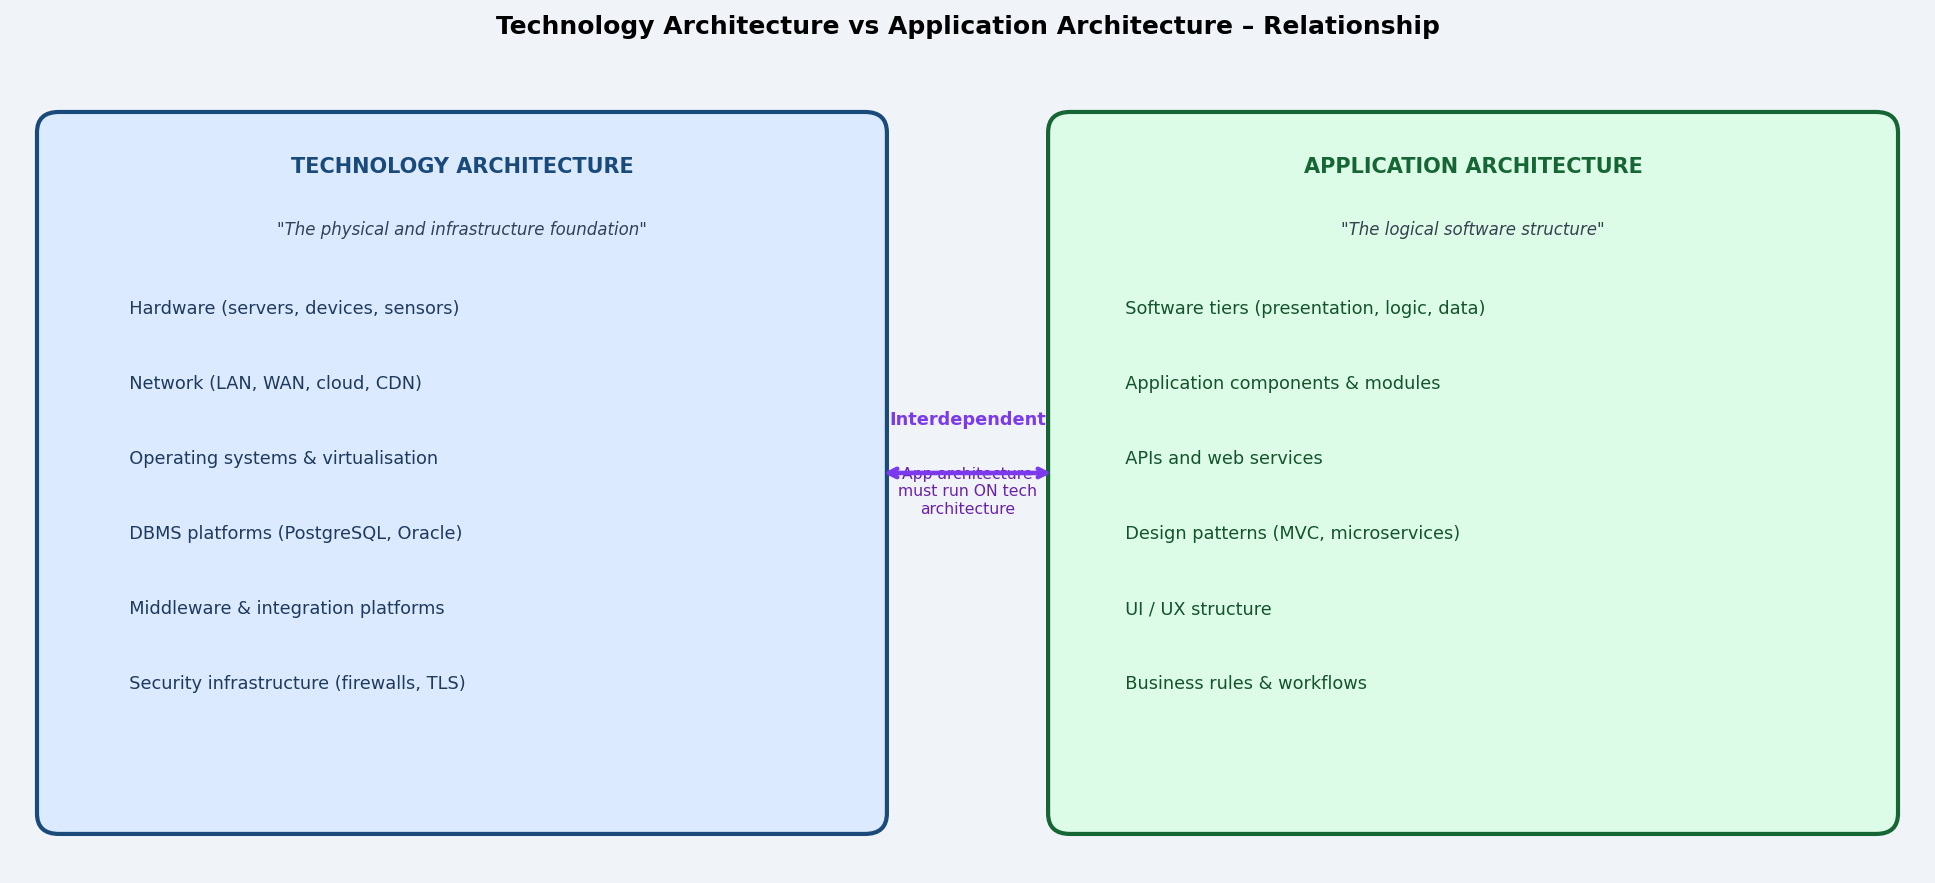 Technology Architecture vs Application Architecture – Relationship
TECHNOLOGY ARCHITECTURE
"The physical and infrastructure foundation"
Hardware (servers, devices, sensors)
Network (LAN, WAN, cloud, CDN)
Operating systems & virtualisation
DBMS platforms (PostgreSQL, Oracle)
Middleware & integration platforms
Security infrastructure (firewalls, TLS)
Interdependent
App architecture
must run ON tech
architecture
APPLICATION ARCHITECTURE
"The logical software structure"
Software tiers (presentation, logic, data)
Application components & modules
APIs and web services
Design patterns (MVC, microservices)
UI / UX structure
Business rules & workflows